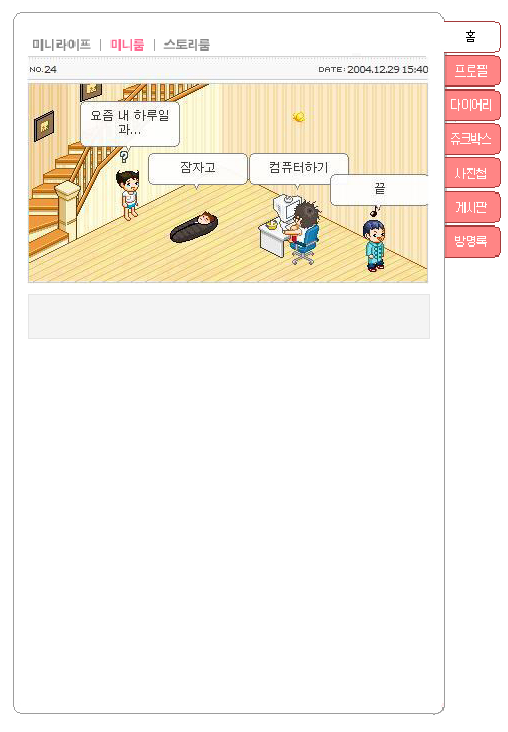 미니라이프 | 미니룸 | 스토리룸
NO.24 DATE:2004.12.29 15:40
요즘 내 하루일
과...
?
잠자고
컴퓨터하기
끝
홈
프로필
다이어리
쥬크박스
사진첩
게시판
방명록